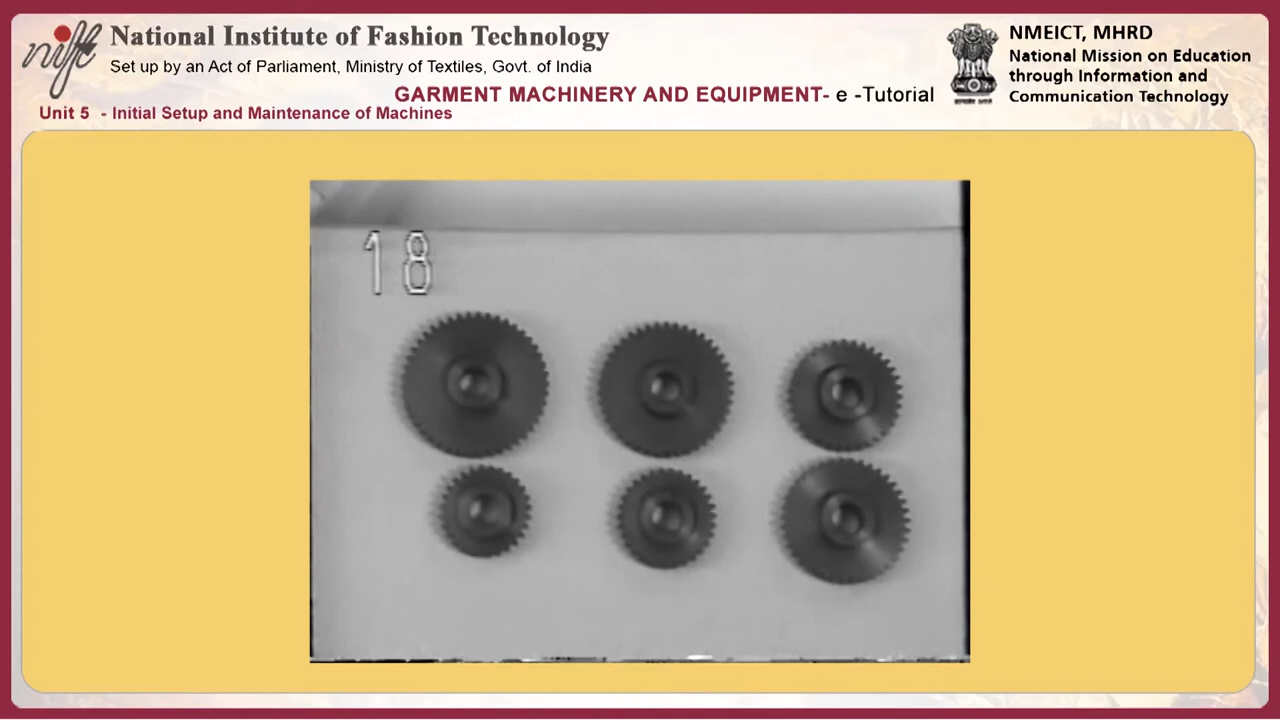 nift
National Institute of Fashion Technology
Set up by an Act of Parliament, Ministry of Textiles, Govt. of India
GARMENT MACHINERY AND EQUIPMENT- e -Tutorial
Unit 5 - Initial Setup and Maintenance of Machines
NMEICT, MHRD
National Mission on Education
through Information and
Communication Technology
18